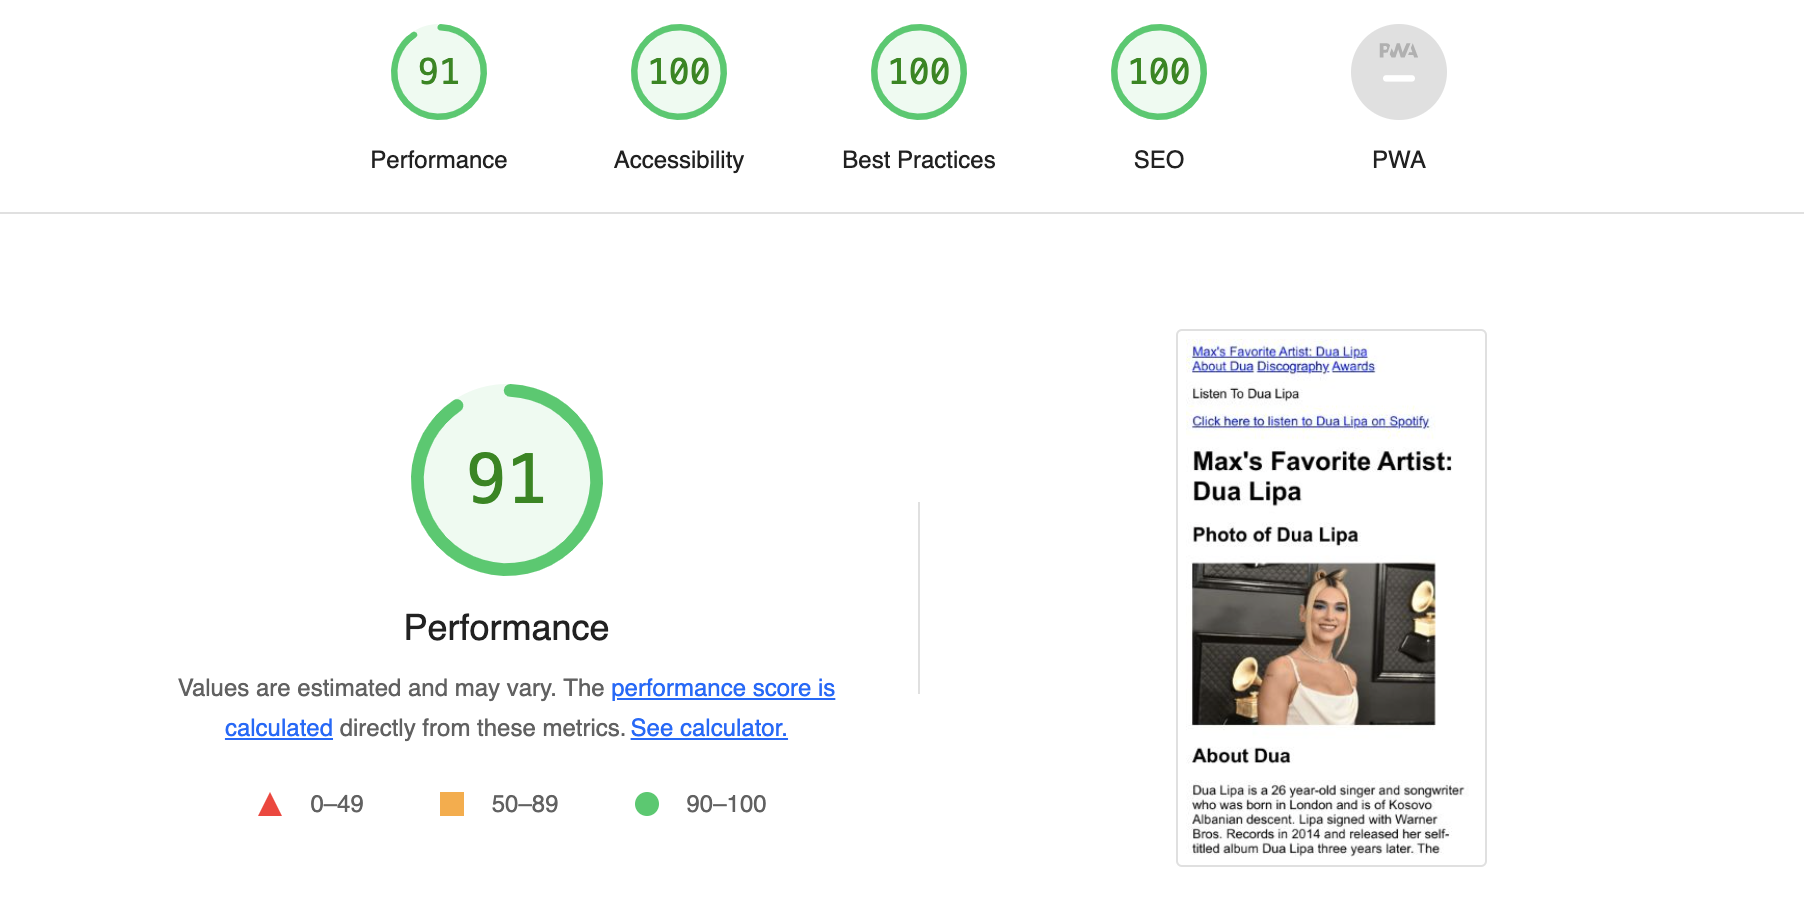 91
100
100
100
PWA
Performance
Accessibility
Best Practices
SEO
PWA
91
Performance
Values are estimated and may vary. The performance score is
calculated directly from these metrics. See calculator.
0–49
50–89
90–100
Max's Favorite Artist: Dua Lipa
About Dua Discography Awards
Listen To Dua Lipa
Click here to listen to Dua Lipa on Spotify
Max's Favorite Artist:
Dua Lipa
Photo of Dua Lipa
About Dua
Dua Lipa is a 26 year-old singer and songwriter
who was born in London and is of Kosovo
Albanian descent. Lipa signed with Warner
Bros. Records in 2014 and released her self-
titled album Dua Lipa three years later. The